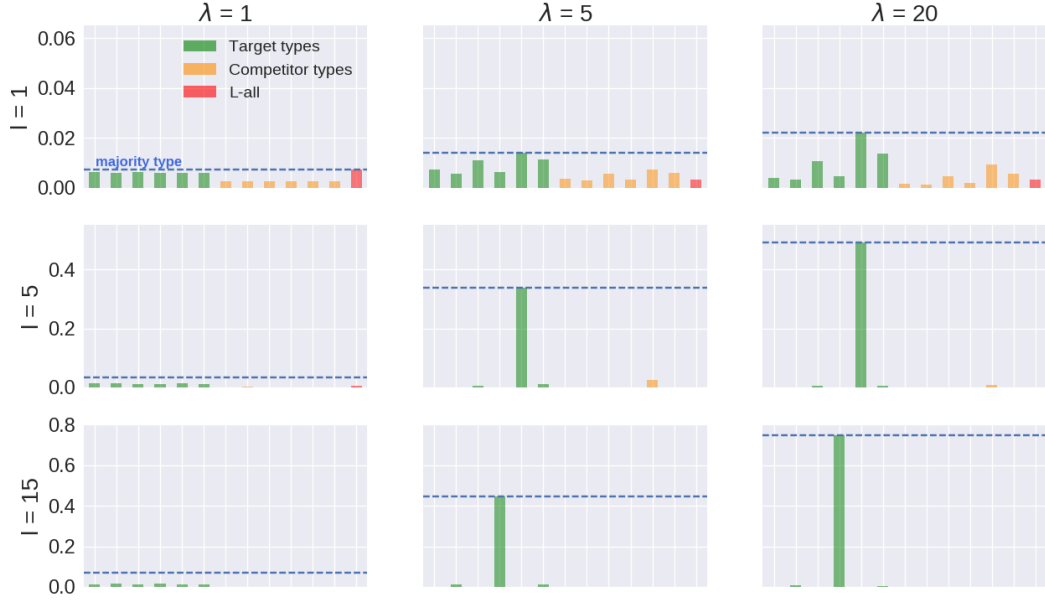 λ = 1
λ = 5
λ = 20
l = 1
0.06
0.04
0.02
0.00
Target types
Competitor types
L-all
majority type
l = 5
0.4
0.2
0.0
l = 15
0.8
0.6
0.4
0.2
0.0